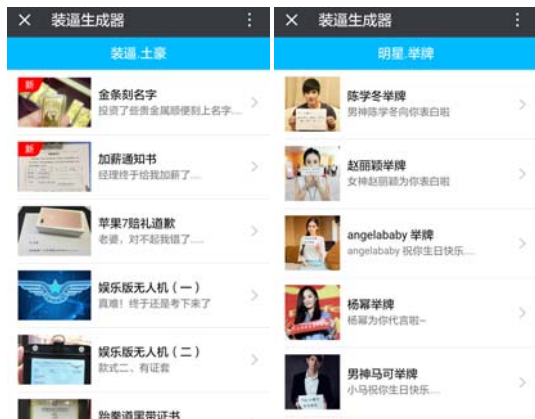 装逼生成器
装逼.土豪
新
金条刻名字
投资了些贵金属顺便刻上名字...
新
加薪通知书
经理终于给我加薪了....
苹果7赔礼道歉
老婆，对不起我错了.....
娱乐版无人机（一）
真难！终于还是考下来了
娱乐版无人机（二）
款式二、有证套
跆拳道黑带证书
装逼生成器
明星.举牌
陈学冬举牌
男神陈学冬向你表白啦
赵丽颖举牌
女神赵丽颖为你表白啦
angelababy 举牌
angelababy 祝你生日快乐....
杨幂举牌
杨幂为你代言啦~
男神马可举牌
小马祝你生日快乐....